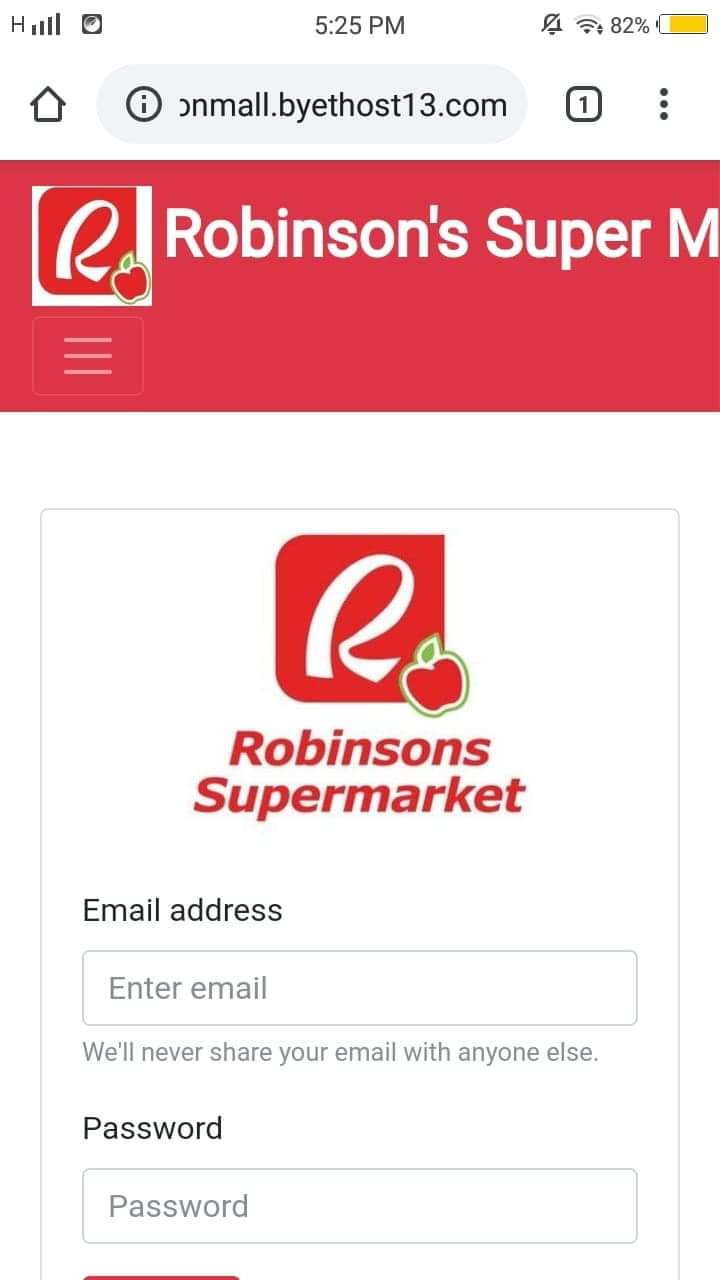 H 5:25 PM 82%
onmall.byethost13.com 1
R Robinson's Super M
R
Robinsons
Supermarket
Email address
Enter email
We'll never share your email with anyone else.
Password
Password